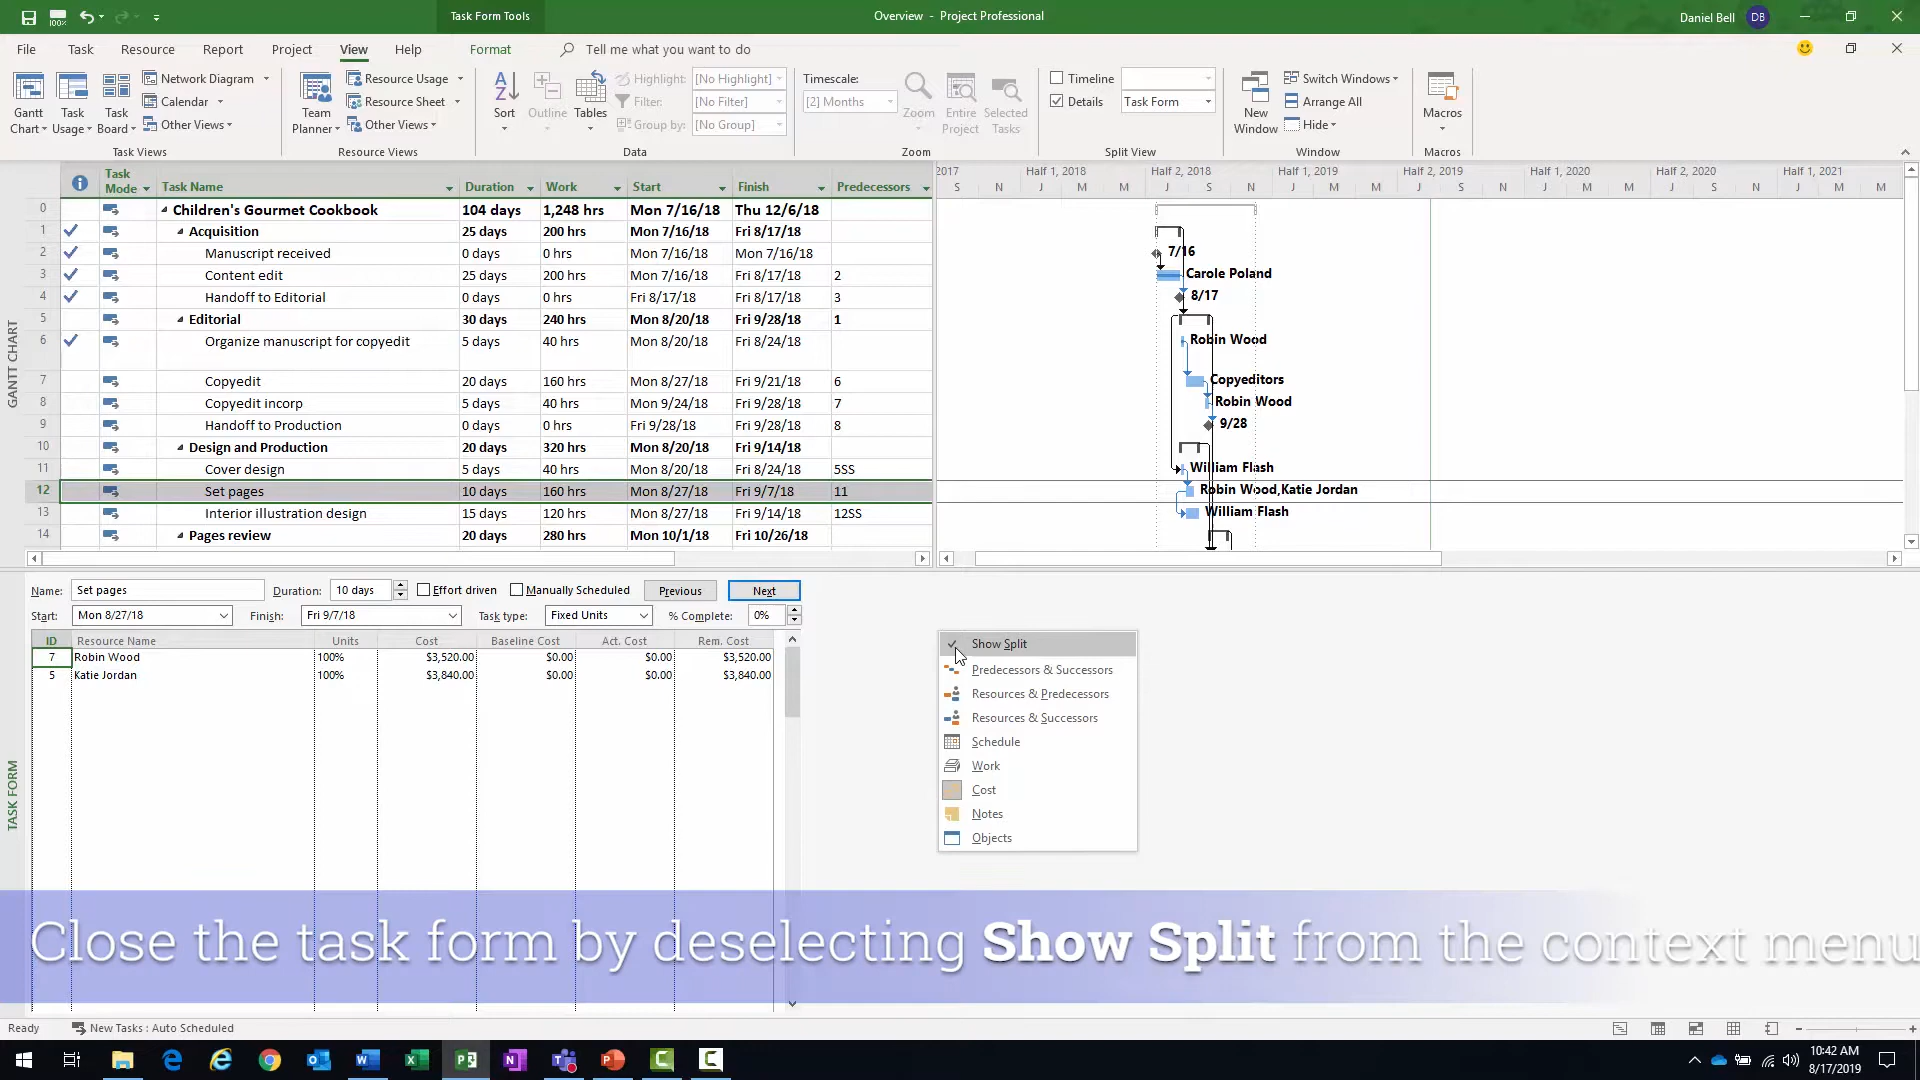 100%
Task Form Tools
Overview - Project Professional
Daniel Bell DB
File Task Resource Report Project View Help Format Tell me what you want to do
Gantt Chart
Task Usage
Task Board
Network Diagram
Calendar
Other Views
Task Views
Team Planner
Resource Usage
Resource Sheet
Other Views
Resource Views
A Z Sort
Outline
Tables
Highlight: [No Highlight]
Filter: [No Filter]
Group by: [No Group]
Data
Timescale:
[2] Months
Zoom
Entire Project
Selected Tasks
Zoom
Timeline
Details Task Form
Split View
New Window
Switch Windows
Arrange All
Hide
Window
Macros
Macros
GANTT CHART
Task Mode Task Name Duration Work Start Finish Predecessors
0 Children's Gourmet Cookbook 104 days 1,248 hrs Mon 7/16/18 Thu 12/6/18
1 Acquisition 25 days 200 hrs Mon 7/16/18 Fri 8/17/18
2 Manuscript received 0 days 0 hrs Mon 7/16/18 Mon 7/16/18
3 Content edit 25 days 200 hrs Mon 7/16/18 Fri 8/17/18 2
4 Handoff to Editorial 0 days 0 hrs Fri 8/17/18 Fri 8/17/18 3
5 Editorial 30 days 240 hrs Mon 8/20/18 Fri 9/28/18 1
6 Organize manuscript for copyedit 5 days 40 hrs Mon 8/20/18 Fri 8/24/18
7 Copyedit 20 days 160 hrs Mon 8/27/18 Fri 9/21/18 6
8 Copyedit incorp 5 days 40 hrs Mon 9/24/18 Fri 9/28/18 7
9 Handoff to Production 0 days 0 hrs Fri 9/28/18 Fri 9/28/18 8
10 Design and Production 20 days 320 hrs Mon 8/20/18 Fri 9/14/18
11 Cover design 5 days 40 hrs Mon 8/20/18 Fri 8/24/18 5SS
12 Set pages 10 days 160 hrs Mon 8/27/18 Fri 9/7/18 11
13 Interior illustration design 15 days 120 hrs Mon 8/27/18 Fri 9/14/18 12SS
14 Pages review 20 days 280 hrs Mon 10/1/18 Fri 10/26/18
2017 Half 1, 2018 Half 2, 2018 Half 1, 2019 Half 2, 2019 Half 1, 2020 Half 2, 2020 Half 1, 2021
S N J M M J S N J M M J S N J M M J S N J M M
7/16
Carole Poland
8/17
Robin Wood
Copyeditors
Robin Wood
9/28
William Flash
Robin Wood,Katie Jordan
William Flash
TASK FORM
Name: Set pages Duration: 10 days Effort driven Manually Scheduled Previous Next
Start: Mon 8/27/18 Finish: Fri 9/7/18 Task type: Fixed Units % Complete: 0%
ID Resource Name Units Cost Baseline Cost Act. Cost Rem. Cost
7 Robin Wood 100% $3,520.00 $0.00 $0.00 $3,520.00
5 Katie Jordan 100% $3,840.00 $0.00 $0.00 $3,840.00
Show Split
Predecessors & Successors
Resources & Predecessors
Resources & Successors
Schedule
Work
Cost
Notes
Objects
Close the task form by deselecting Show Split from the context menu
Ready New Tasks : Auto Scheduled
10:42 AM
8/17/2019